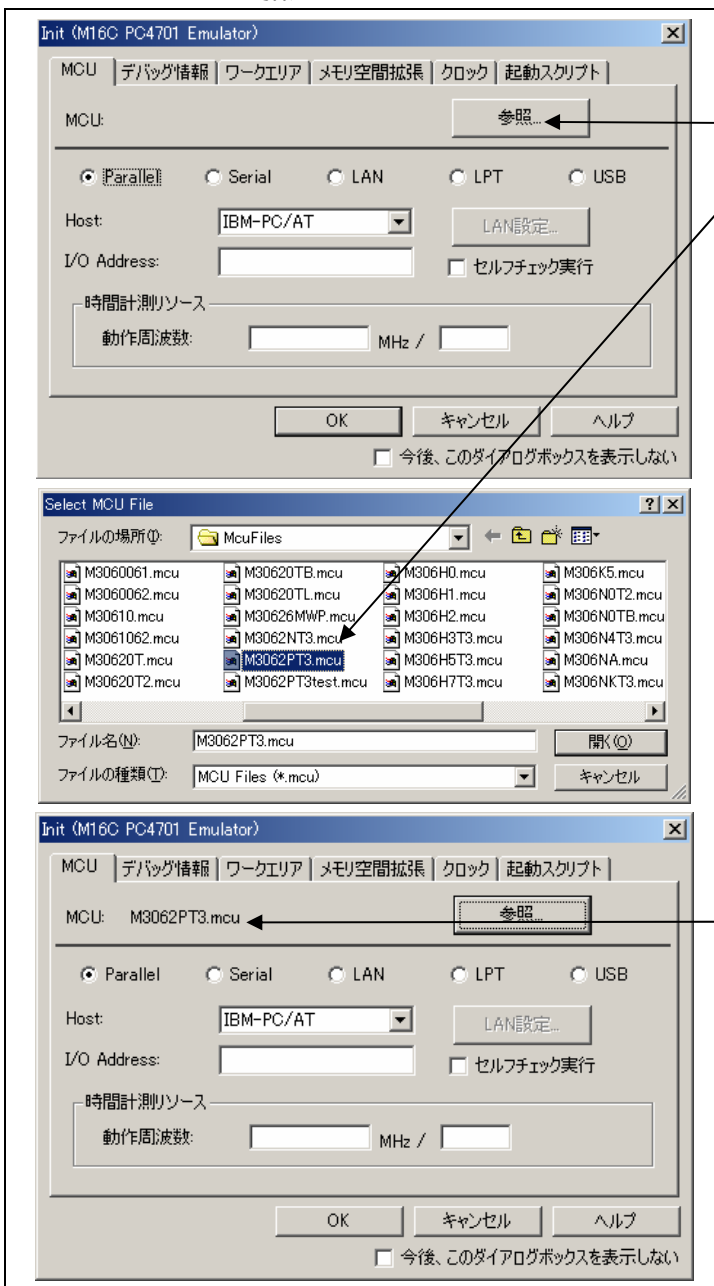 Init (M16C PC4701 Emulator)
MCU デバッグ情報 ワークエリア メモリ空間拡張 クロック 起動スクリプト
MCU: 参照...
Parallel Serial LAN LPT USB
Host: IBM-PC/AT LAN設定...
I/O Address: セルフチェック実行
時間計測リソース
動作周波数: MHz /
OK キャンセル ヘルプ
今後、このダイアログボックスを表示しない
Select MCU File
ファイルの場所(I): McuFiles
M3060061.mcu M30620TB.mcu M306H0.mcu M306K5.mcu
M3060062.mcu M30620TL.mcu M306H1.mcu M306N0T2.mcu
M30610.mcu M30626MWP.mcu M306H2.mcu M306N0TB.mcu
M3061062.mcu M3062NT3.mcu M306H3T3.mcu M306N4T3.mcu
M30620T.mcu M3062PT3.mcu M306H5T3.mcu M306NA.mcu
M30620T2.mcu M3062PT3test.mcu M306H7T3.mcu M306NKT3.mcu
ファイル名(N): M3062PT3.mcu 開く(O)
ファイルの種類(T): MCU Files (*.mcu) キャンセル
Init (M16C PC4701 Emulator)
MCU デバッグ情報 ワークエリア メモリ空間拡張 クロック 起動スクリプト
MCU: M3062PT3.mcu 参照...
Parallel Serial LAN LPT USB
Host: IBM-PC/AT LAN設定...
I/O Address: セルフチェック実行
時間計測リソース
動作周波数: MHz /
OK キャンセル ヘルプ
今後、このダイアログボックスを表示しない